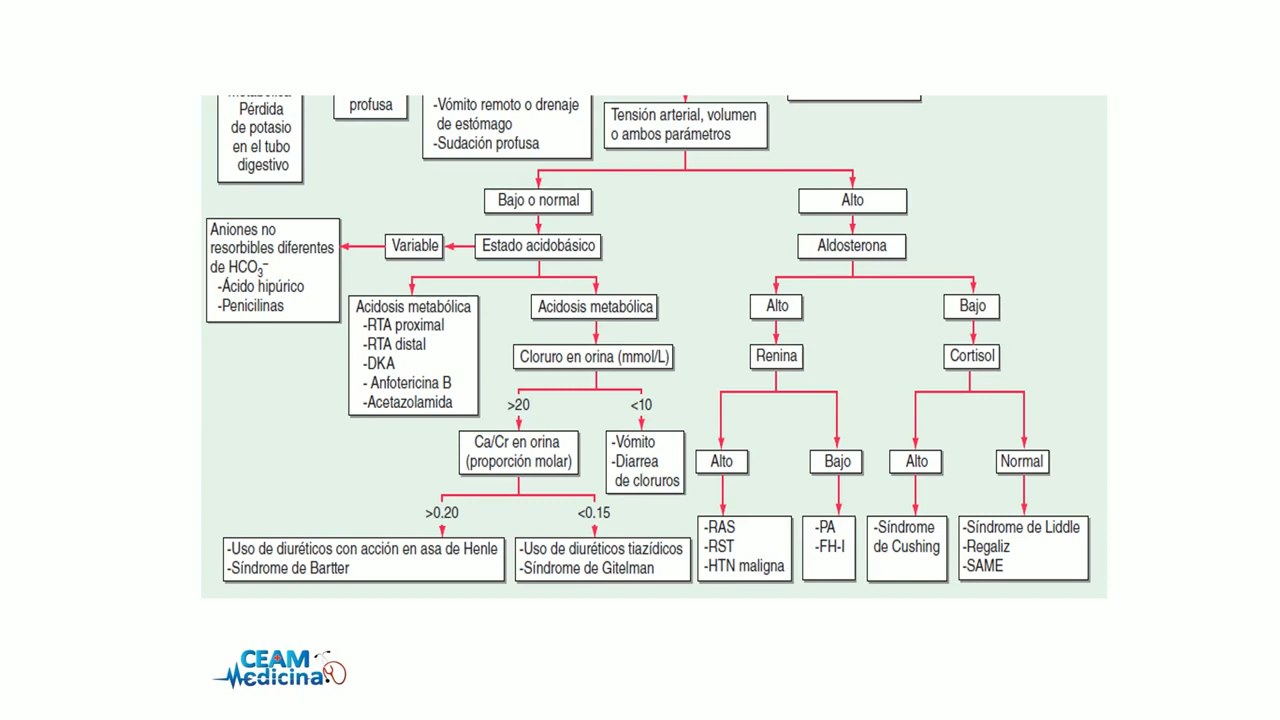 Pérdida
de potasio
en el tubo
digestivo
profusa
-Vómito remoto o drenaje
de estómago
-Sudación profusa
Tensión arterial, volumen
o ambos parámetros
Bajo o normal
Alto
Aniones no
resorbibles diferentes
de HCO3–
-Ácido hipúrico
-Penicilinas
Variable
Estado acidobásico
Aldosterona
Acidosis metabólica
-RTA proximal
-RTA distal
-DKA
- Anfotericina B
-Acetazolamida
Acidosis metabólica
Alto
Bajo
Cloruro en orina (mmol/L)
Renina
Cortisol
>20
<10
Ca/Cr en orina
(proporción molar)
-Vómito
-Diarrea
de cloruros
Alto
Bajo
Alto
Normal
>0.20
<0.15
-Uso de diuréticos con acción en asa de Henle
-Síndrome de Bartter
-Uso de diuréticos tiazídicos
-Síndrome de Gitelman
-RAS
-RST
-HTN maligna
-PA
-FH-I
-Síndrome
de Cushing
-Síndrome de Liddle
-Regaliz
-SAME
CEAM
Medicina